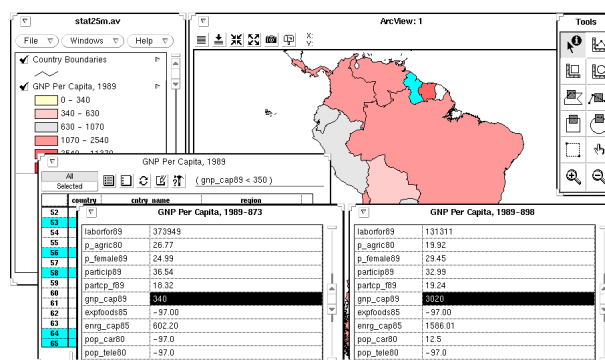 stat25m.av
ArcView: 1
Tools
File
Windows
Help
X:
Y:
Country Boundaries
GNP Per Capita, 1989
0 - 340
340 - 630
630 - 1070
1070 - 2540
2540 - 11370
GNP Per Capita, 1989
All
Selected
( gnp_cap89 < 350 )
country
cntry_name
region
52
53
54
55
56
57
58
59
60
61
62
63
64
65
GNP Per Capita, 1989-873
laborfor89 373949
p_agric80 26.77
p_female89 24.99
particip89 36.54
partcp_f89 18.32
gnp_cap89 340
expfoods85 -97.00
enrg_cap85 602.20
pop_car80 -97.0
pop_tele80 -97.0
GNP Per Capita, 1989-898
laborfor89 131311
p_agric80 19.92
p_female89 29.45
particip89 32.99
partcp_f89 19.24
gnp_cap89 3020
expfoods85 -97.00
enrg_cap85 1586.01
pop_car80 12.5
pop_tele80 -97.0